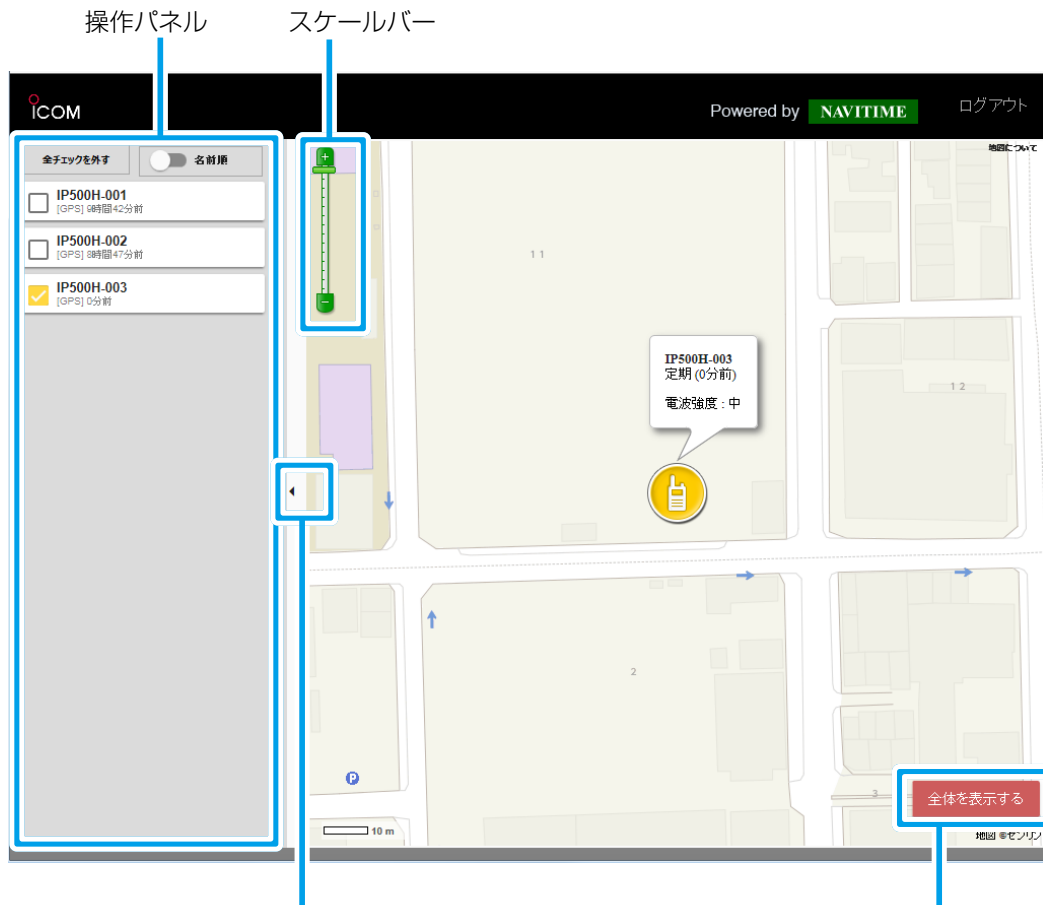 操作パネル
スケールバー
ICOM
Powered by NAVITIME
ログアウト
全チェックを外す
名前順
地図について
IP500H-001
[GPS] 9時間42分前
IP500H-002
[GPS] 8時間47分前
IP500H-003
[GPS] 0分前
+
-
1 1
IP500H-003
定期 (0分前)
電波強度 : 中
1 2
2
P
3
全体を表示する
10 m
地図 ©ゼンリン